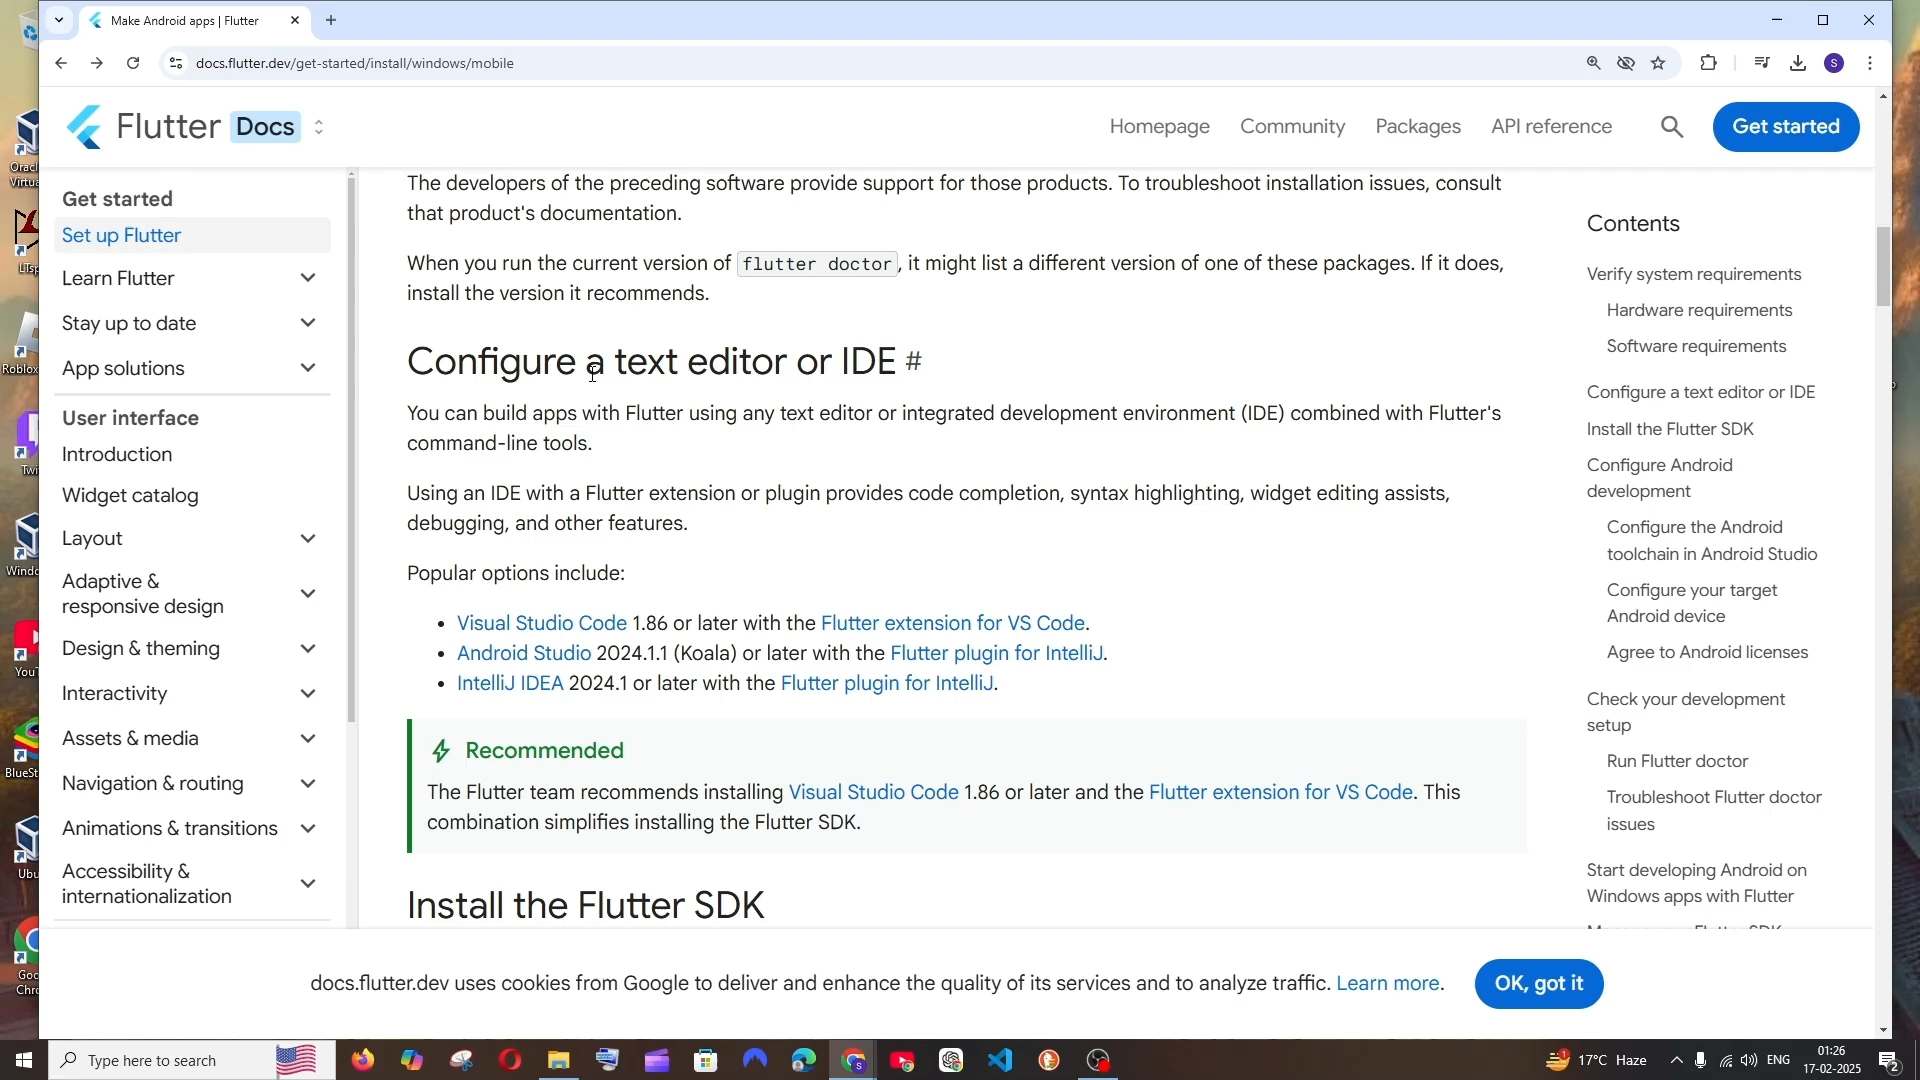 Make Android apps | Flutter
docs.flutter.dev/get-started/install/windows/mobile
S
Flutter Docs
Homepage
Community
Packages
API reference
Get started
Get started
Set up Flutter
Learn Flutter
Stay up to date
App solutions
User interface
Introduction
Widget catalog
Layout
Adaptive &
responsive design
Design & theming
Interactivity
Assets & media
Navigation & routing
Animations & transitions
Accessibility &
internationalization
The developers of the preceding software provide support for those products. To troubleshoot installation issues, consult
that product's documentation.
When you run the current version of flutter doctor, it might list a different version of one of these packages. If it does,
install the version it recommends.
Configure a text editor or IDE #
You can build apps with Flutter using any text editor or integrated development environment (IDE) combined with Flutter's
command-line tools.
Using an IDE with a Flutter extension or plugin provides code completion, syntax highlighting, widget editing assists,
debugging, and other features.
Popular options include:
• Visual Studio Code 1.86 or later with the Flutter extension for VS Code.
• Android Studio 2024.1.1 (Koala) or later with the Flutter plugin for IntelliJ.
• IntelliJ IDEA 2024.1 or later with the Flutter plugin for IntelliJ.
Recommended
The Flutter team recommends installing Visual Studio Code 1.86 or later and the Flutter extension for VS Code. This
combination simplifies installing the Flutter SDK.
Install the Flutter SDK
Contents
Verify system requirements
Hardware requirements
Software requirements
Configure a text editor or IDE
Install the Flutter SDK
Configure Android
development
Configure the Android
toolchain in Android Studio
Configure your target
Android device
Agree to Android licenses
Check your development
setup
Run Flutter doctor
Troubleshoot Flutter doctor
issues
Start developing Android on
Windows apps with Flutter
docs.flutter.dev uses cookies from Google to deliver and enhance the quality of its services and to analyze traffic. Learn more.
OK, got it
Oracl
Virtua
LTsp
Roblox
Twi
Windo
YouT
BlueSt
Ubu
Goo
Chro
Type here to search
17°C Haze
ENG
01:26
17-02-2025
2